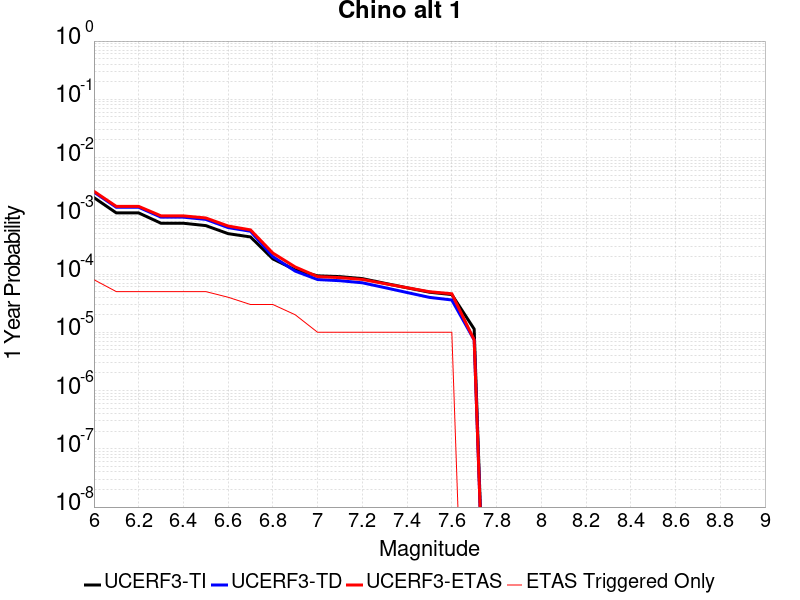 Chino alt 1
10^0
10^-1
10^-2
10^-3
10^-4
10^-5
10^-6
10^-7
10^-8
1 Year Probability
6 6.2 6.4 6.6 6.8 7 7.2 7.4 7.6 7.8 8 8.2 8.4 8.6 8.8 9
Magnitude
UCERF3-TI UCERF3-TD UCERF3-ETAS ETAS Triggered Only